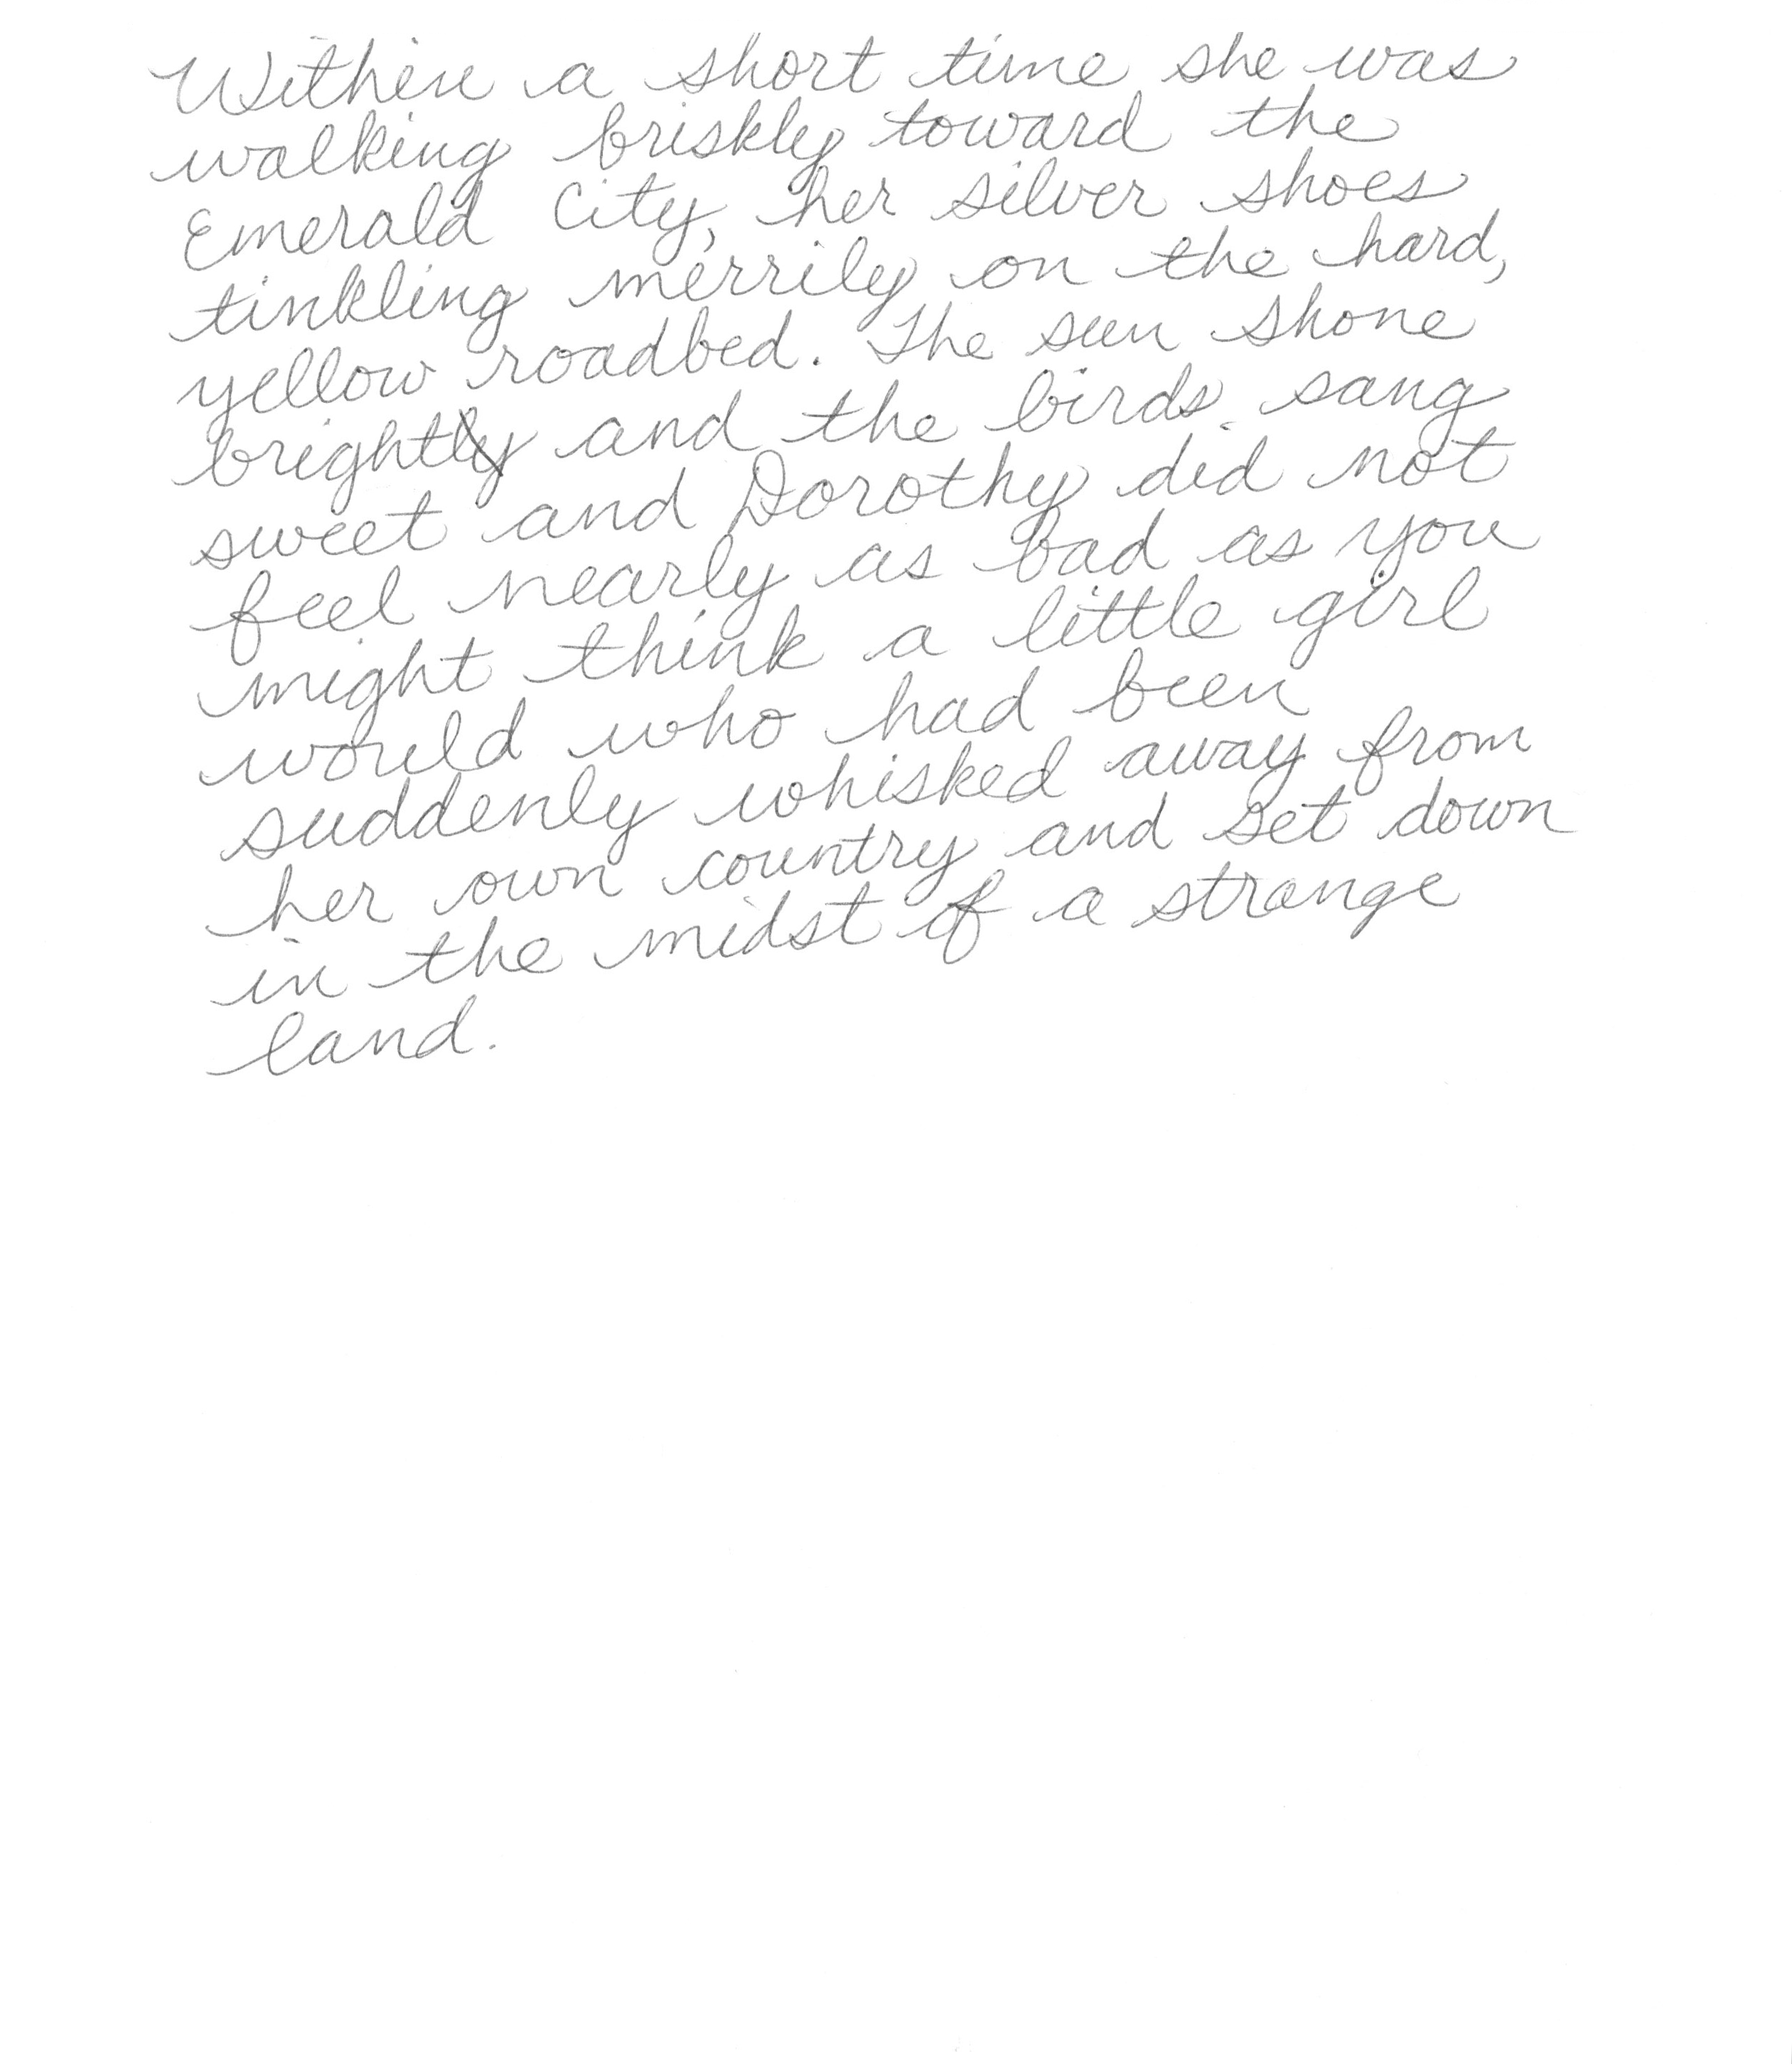 Within a short time she was
walking briskly toward the
Emerald City, her silver shoes
tinkling merrily on the hard,
yellow roadbed. The sun shone
brightly and the birds sang
sweet and Dorothy did not
feel nearly as bad as you
might think a little girl
would who had been
suddenly whisked away from
her own country and set down
in the midst of a strange
land.